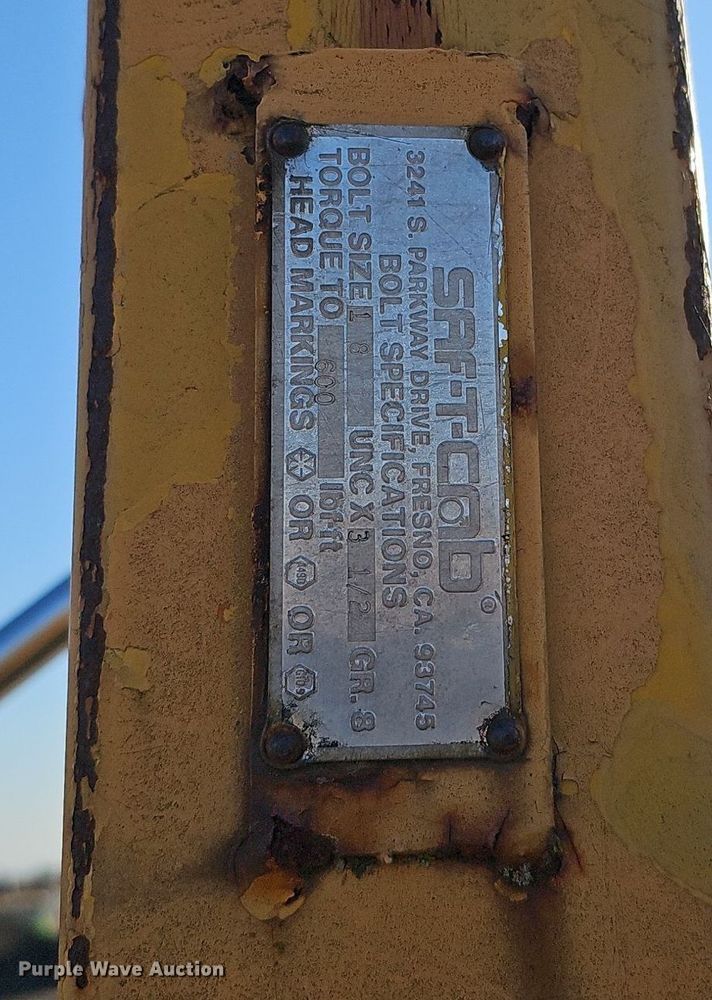 SAF-T-CAB®
3241 S. PARKWAY DRIVE, FRESNO, CA. 93745
BOLT SPECIFICATIONS
BOLT SIZE 1 8 UNC X 3 1/2 GR. 8
TORQUE TO 600 lbf·ft
HEAD MARKINGS OR OR
Purple Wave Auction